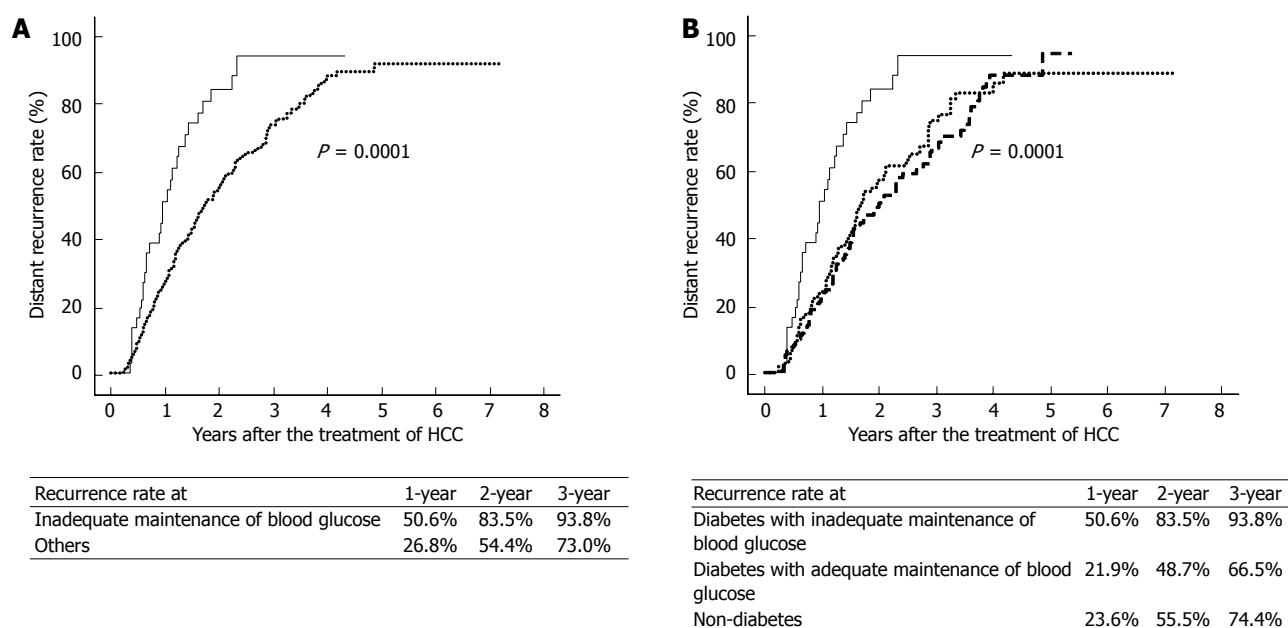 A
100
80
60
40
20
0
Distant recurrence rate (%)
P = 0.0001
0 1 2 3 4 5 6 7 8
Years after the treatment of HCC
Recurrence rate at 1-year 2-year 3-year
Inadequate maintenance of blood glucose 50.6% 83.5% 93.8%
Others 26.8% 54.4% 73.0%
B
100
80
60
40
20
0
Distant recurrence rate (%)
P = 0.0001
0 1 2 3 4 5 6 7 8
Years after the treatment of HCC
Recurrence rate at 1-year 2-year 3-year
Diabetes with inadequate maintenance of 50.6% 83.5% 93.8%
blood glucose
Diabetes with adequate maintenance of blood 21.9% 48.7% 66.5%
glucose
Non-diabetes 23.6% 55.5% 74.4%